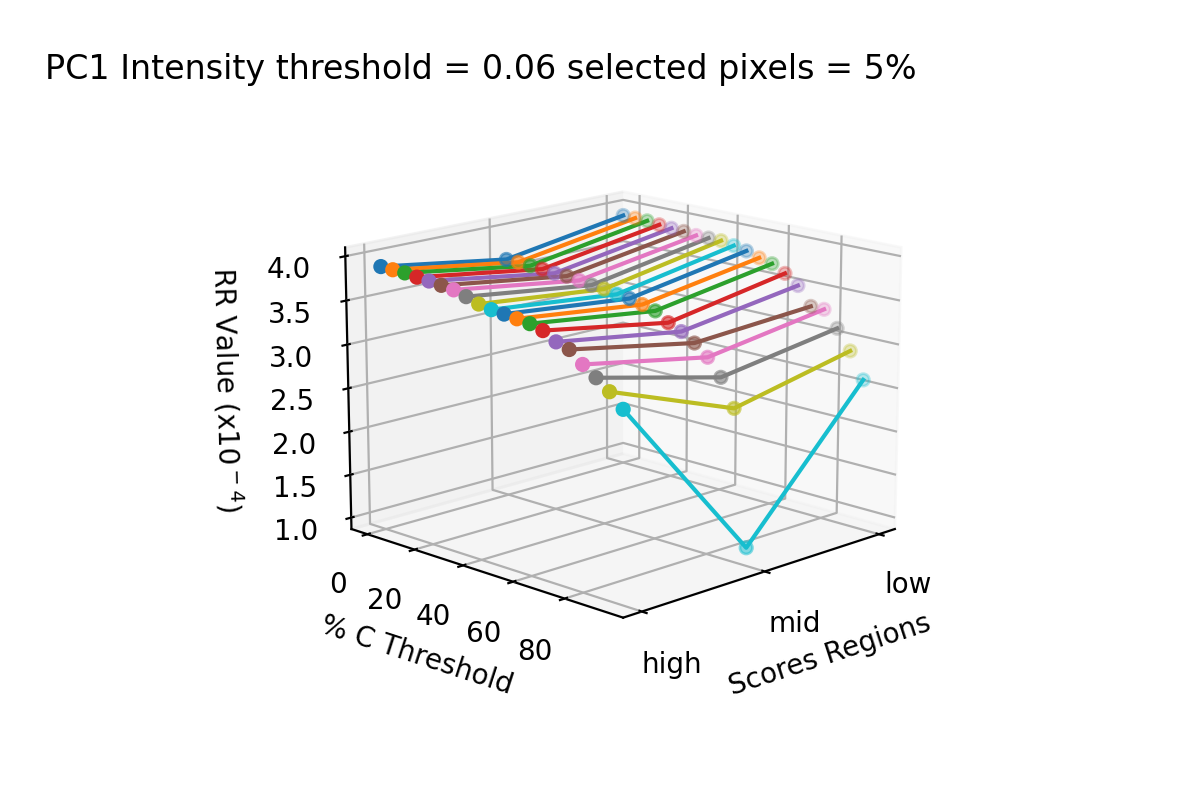 PC1 Intensity threshold = 0.06 selected pixels = 5%
RR Value (x10⁻⁴)
4.0
3.5
3.0
2.5
2.0
1.5
1.0
0
20
40
60
80
% C Threshold
high
mid
low
Scores Regions